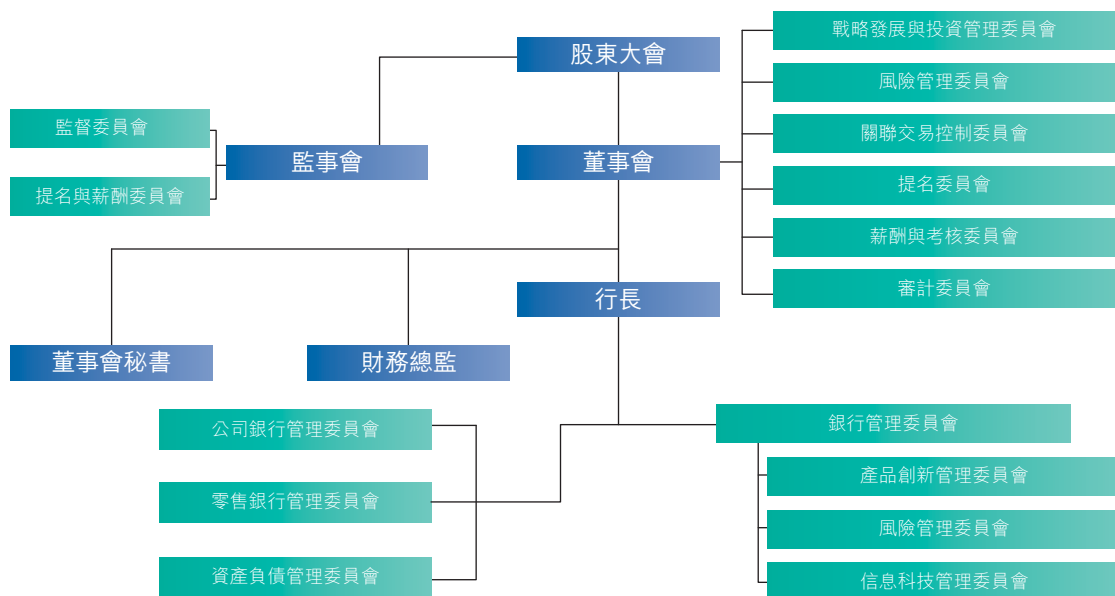 戰略發展與投資管理委員會
股東大會
風險管理委員會
監督委員會
關聯交易控制委員會
監事會
董事會
提名與薪酬委員會
提名委員會
薪酬與考核委員會
行長
審計委員會
董事會秘書
財務總監
公司銀行管理委員會
銀行管理委員會
產品創新管理委員會
零售銀行管理委員會
風險管理委員會
資產負債管理委員會
信息科技管理委員會